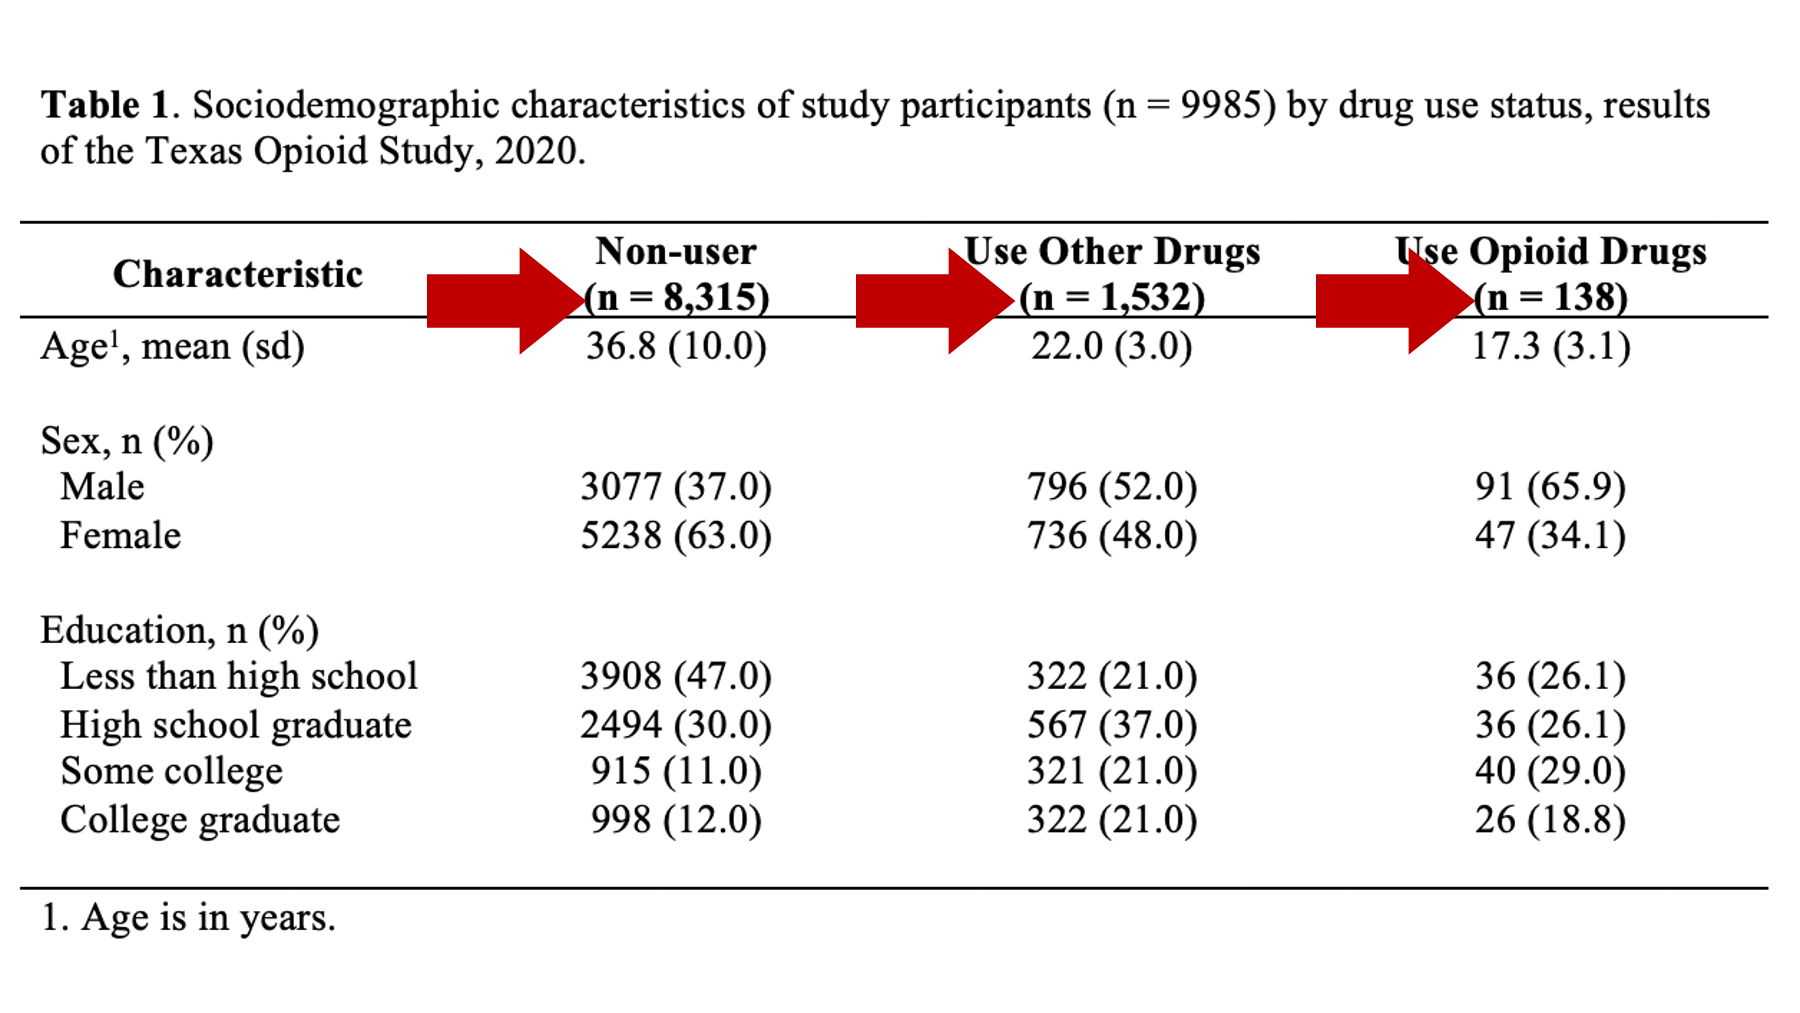 Table 1. Sociodemographic characteristics of study participants (n = 9985) by drug use status, results
of the Texas Opioid Study, 2020.
Characteristic Non-user (n = 8,315) Use Other Drugs (n = 1,532) Use Opioid Drugs (n = 138)
Age¹, mean (sd) 36.8 (10.0) 22.0 (3.0) 17.3 (3.1)
Sex, n (%)
Male 3077 (37.0) 796 (52.0) 91 (65.9)
Female 5238 (63.0) 736 (48.0) 47 (34.1)
Education, n (%)
Less than high school 3908 (47.0) 322 (21.0) 36 (26.1)
High school graduate 2494 (30.0) 567 (37.0) 36 (26.1)
Some college 915 (11.0) 321 (21.0) 40 (29.0)
College graduate 998 (12.0) 322 (21.0) 26 (18.8)
1. Age is in years.